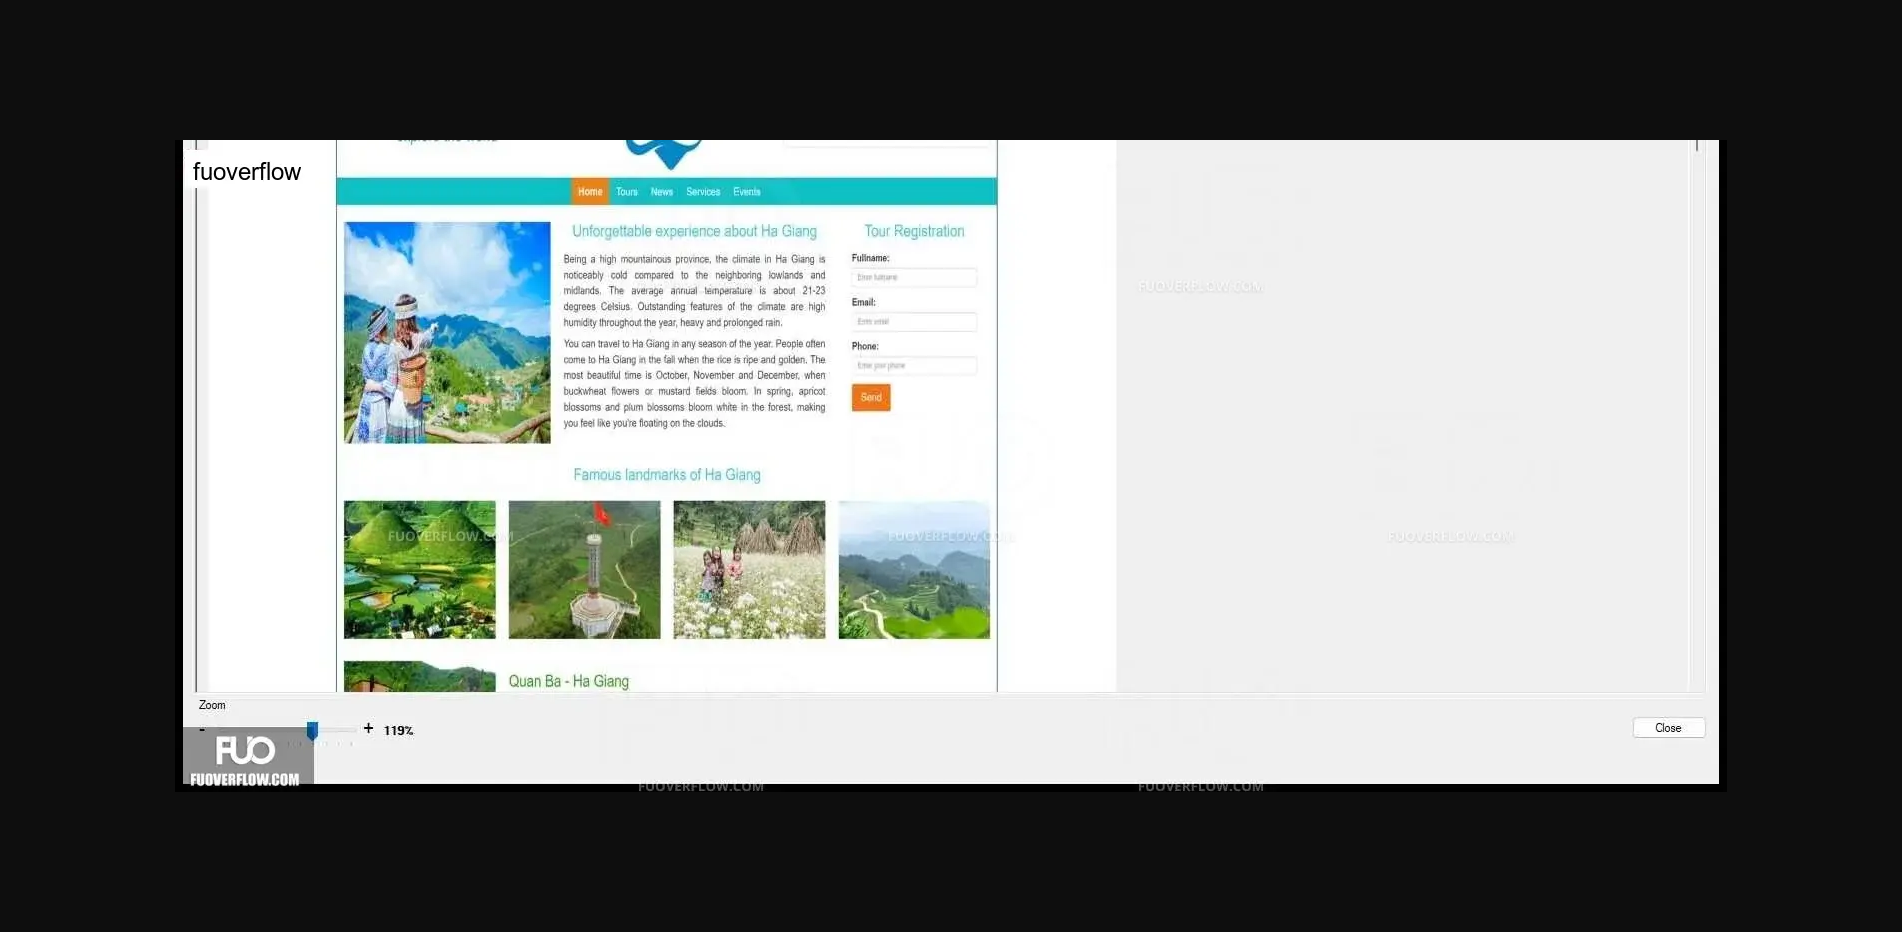 fuoverflow
Home Tours News Services Events
Unforgettable experience about Ha Giang
Being a high mountainous province, the climate in Ha Giang is
noticeably cold compared to the neighboring lowlands and
midlands. The average annual temperature is about 21-23
degrees Celsius. Outstanding features of the climate are high
humidity throughout the year, heavy and prolonged rain.
You can travel to Ha Giang in any season of the year. People often
come to Ha Giang in the fall when the rice is ripe and golden. The
most beautiful time is October, November and December, when
buckwheat flowers or mustard fields bloom. In spring, apricot
blossoms and plum blossoms bloom white in the forest, making
you feel like you're floating on the clouds.
Tour Registration
Fullname:
Enter fullname
Email:
Enter email
Phone:
Enter your phone
Send
FUOVERFLOW.COM
Famous landmarks of Ha Giang
FUOVERFLOW.COM
FUOVERFLOW.COM
FUOVERFLOW.COM
Quan Ba - Ha Giang
Zoom
- + 119%
Close
FUO
FUOVERFLOW.COM
FUOVERFLOW.COM
FUOVERFLOW.COM